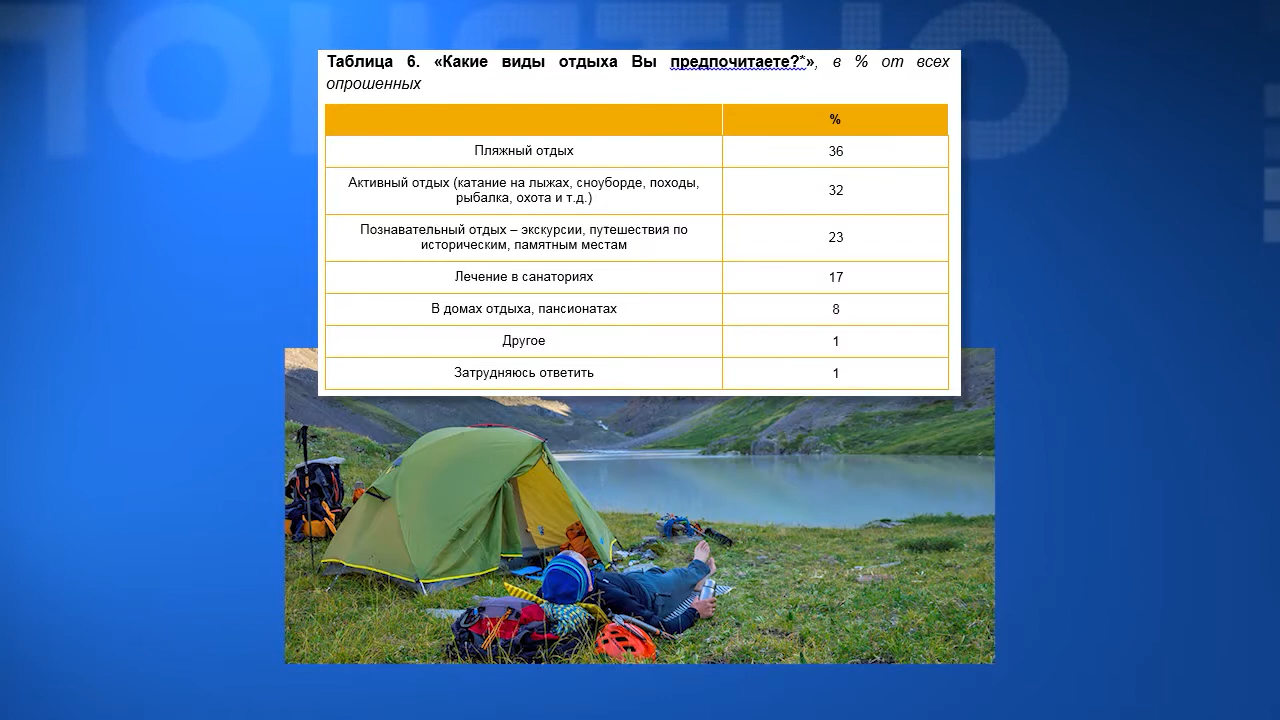 ПОНЯТНО
Таблица 6. «Какие виды отдыха Вы предпочитаете?*», в % от всех
опрошенных
%
Пляжный отдых
36
Активный отдых (катание на лыжах, сноуборде, походы,
рыбалка, охота и т.д.)
32
Познавательный отдых – экскурсии, путешествия по
историческим, памятным местам
23
Лечение в санаториях
17
В домах отдыха, пансионатах
8
Другое
1
Затрудняюсь ответить
1